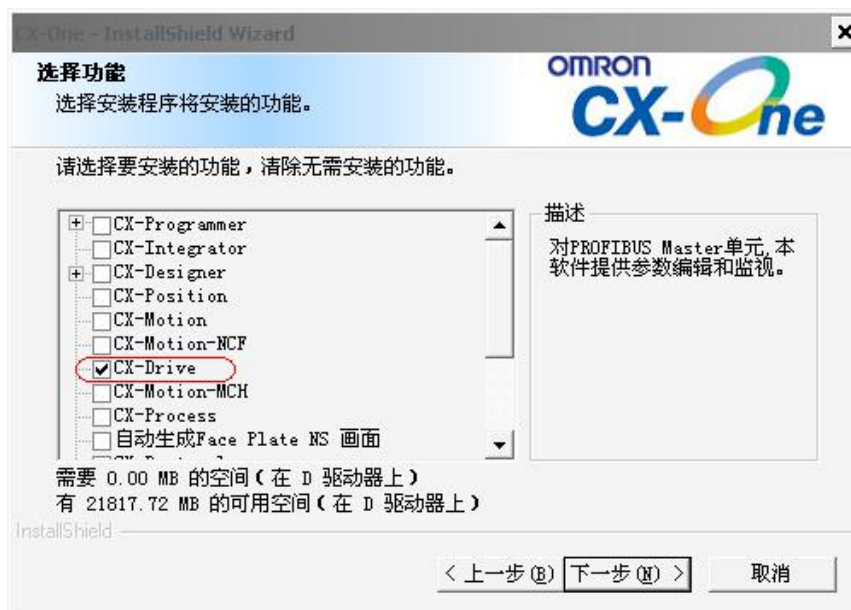 CX-One - InstallShield Wizard
选择功能
选择安装程序将安装的功能。
OMRON
CX-One
请选择要安装的功能，清除无需安装的功能。
CX-Programmer
CX-Integrator
CX-Designer
CX-Position
CX-Motion
CX-Motion-NCF
CX-Drive
CX-Motion-MCH
CX-Process
自动生成Face Plate NS 画面
描述
对PROFIBUS Master单元,本
软件提供参数编辑和监视。
需要 0.00 MB 的空间(在 D 驱动器上)
有 21817.72 MB 的可用空间(在 D 驱动器上)
InstallShield
< 上一步(B) 下一步(N) > 取消